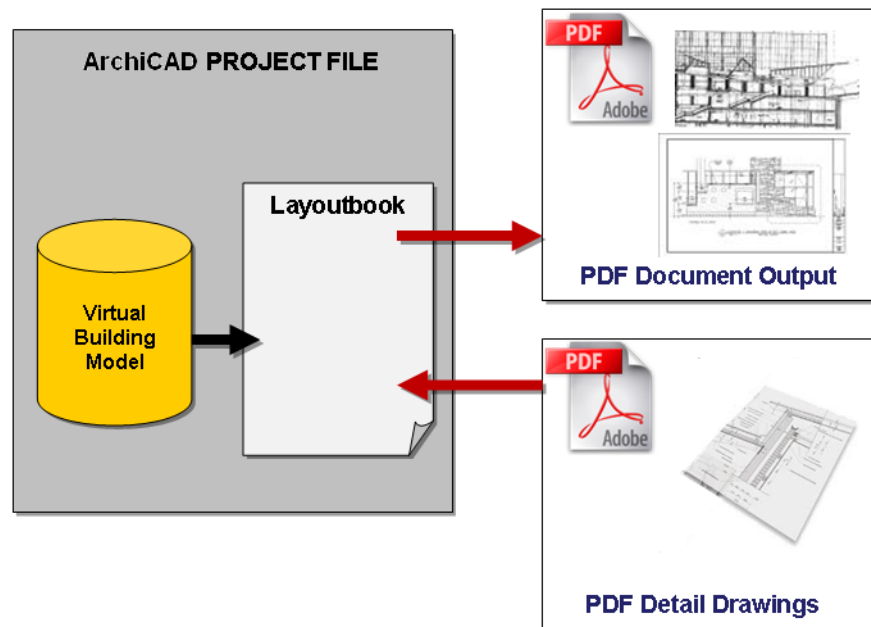 ArchiCAD PROJECT FILE
Layoutbook
Virtual
Building
Model
PDF
Adobe
PDF Document Output
PDF
Adobe
PDF Detail Drawings